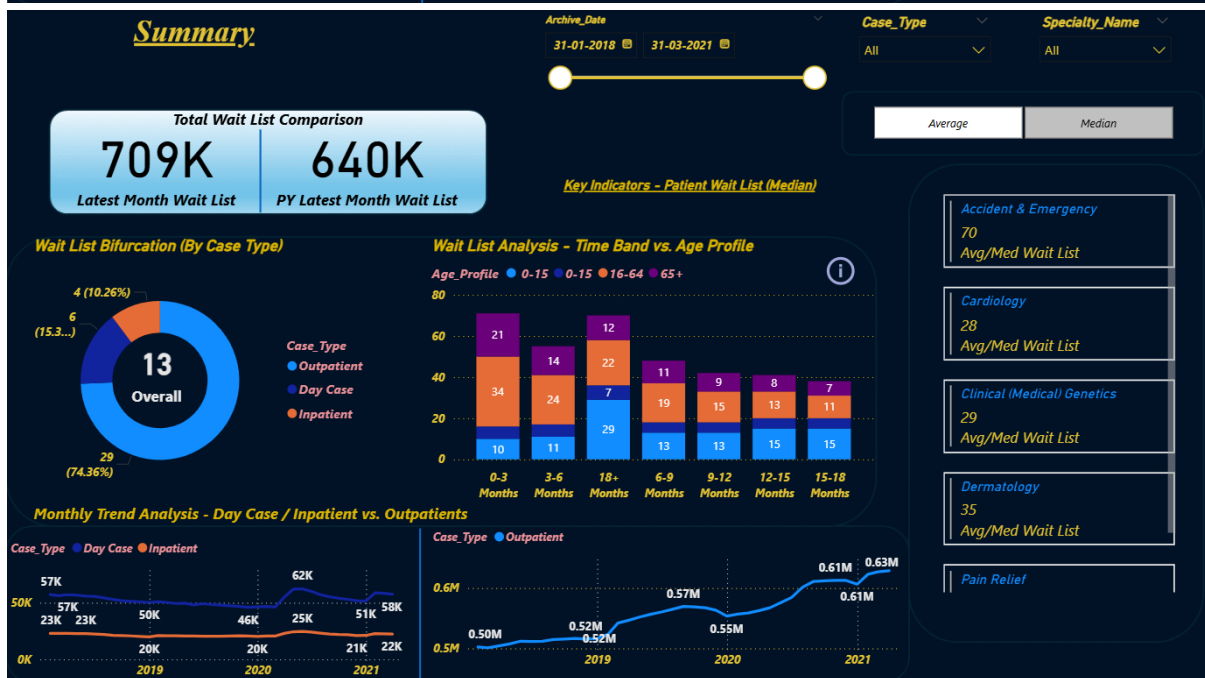 Summary
Archive_Date
31-01-2018 31-03-2021
Case_Type
All
Specialty_Name
All
Average Median
Total Wait List Comparison
709K 640K
Latest Month Wait List PY Latest Month Wait List
Key Indicators - Patient Wait List (Median)
Accident & Emergency
70
Avg/Med Wait List
Cardiology
28
Avg/Med Wait List
Clinical (Medical) Genetics
29
Avg/Med Wait List
Dermatology
35
Avg/Med Wait List
Pain Relief
Wait List Bifurcation (By Case Type)
4 (10.26%)
6
(15.3...)
13
Overall
29
(74.36%)
Case_Type
Outpatient
Day Case
Inpatient
Wait List Analysis - Time Band vs. Age Profile
Age_Profile 0-15 0-15 16-64 65+
80
60
40
20
0
21
34
10
14
24
11
12
22
7
29
11
19
13
9
15
13
8
13
15
7
11
15
0-3 3-6 18+ 6-9 9-12 12-15 15-18
Months Months Months Months Months Months Months
Monthly Trend Analysis - Day Case / Inpatient vs. Outpatients
Case_Type Day Case Inpatient
50K
0K
57K
57K
50K
46K
62K
51K
58K
23K 23K
20K
20K
25K
21K
22K
2019 2020 2021
Case_Type Outpatient
0.6M
0.5M
0.50M
0.52M
0.52M
0.57M
0.55M
0.61M
0.61M
0.63M
2019 2020 2021